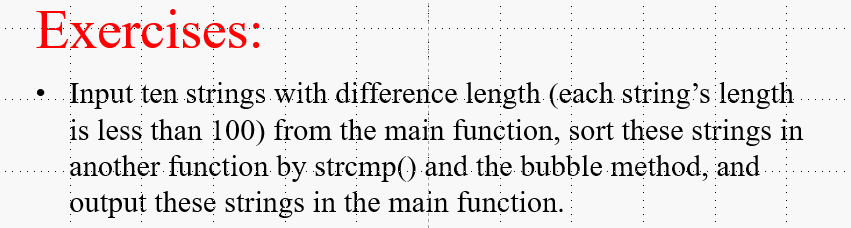 Exercises:
• Input ten strings with difference length (each string’s length
is less than 100) from the main function, sort these strings in
another function by strcmp() and the bubble method, and
output these strings in the main function.